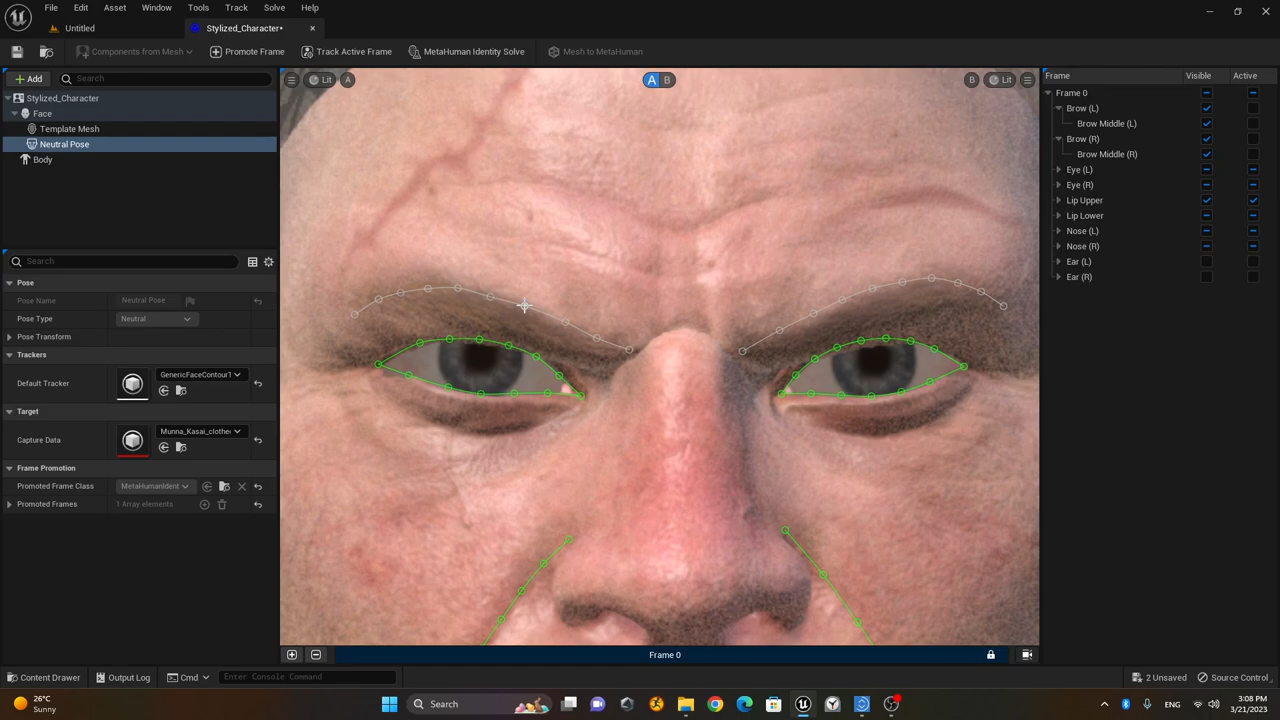 File Edit Asset Window Tools Track Solve Help
Untitled Stylized_Character•
Components from Mesh Promote Frame Track Active Frame MetaHuman Identity Solve Mesh to MetaHuman
Add Search
Stylized_Character
Face
Template Mesh
Neutral Pose
Body
Search
Pose
Pose Name Neutral Pose
Pose Type Neutral
Pose Transform
Trackers
Default Tracker GenericFaceContourT
Target
Capture Data Munna_Kasai_clothe
Frame Promotion
Promoted Frame Class MetaHumanIdent
Promoted Frames 1 Array elements
Lit A
A B
B Lit
Frame 0
Frame Visible Active
Frame 0
Brow (L)
Brow Middle (L)
Brow (R)
Brow Middle (R)
Eye (L)
Eye (R)
Lip Upper
Lip Lower
Nose (L)
Nose (R)
Ear (L)
Ear (R)
Content Drawer Output Log Cmd Enter Console Command 2 Unsaved Source Control
26°C
Sunny
Search
ENG
3:08 PM
3/21/2023